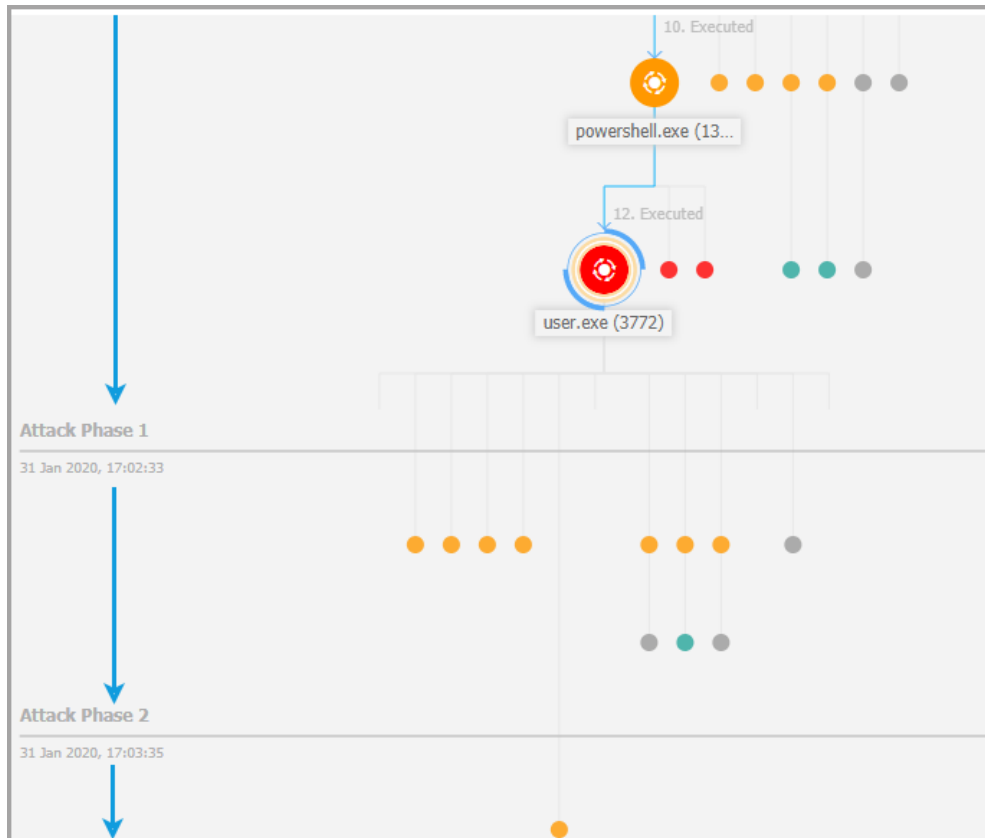 10. Executed
powershell.exe (13...
12. Executed
user.exe (3772)
Attack Phase 1
31 Jan 2020, 17:02:33
Attack Phase 2
31 Jan 2020, 17:03:35